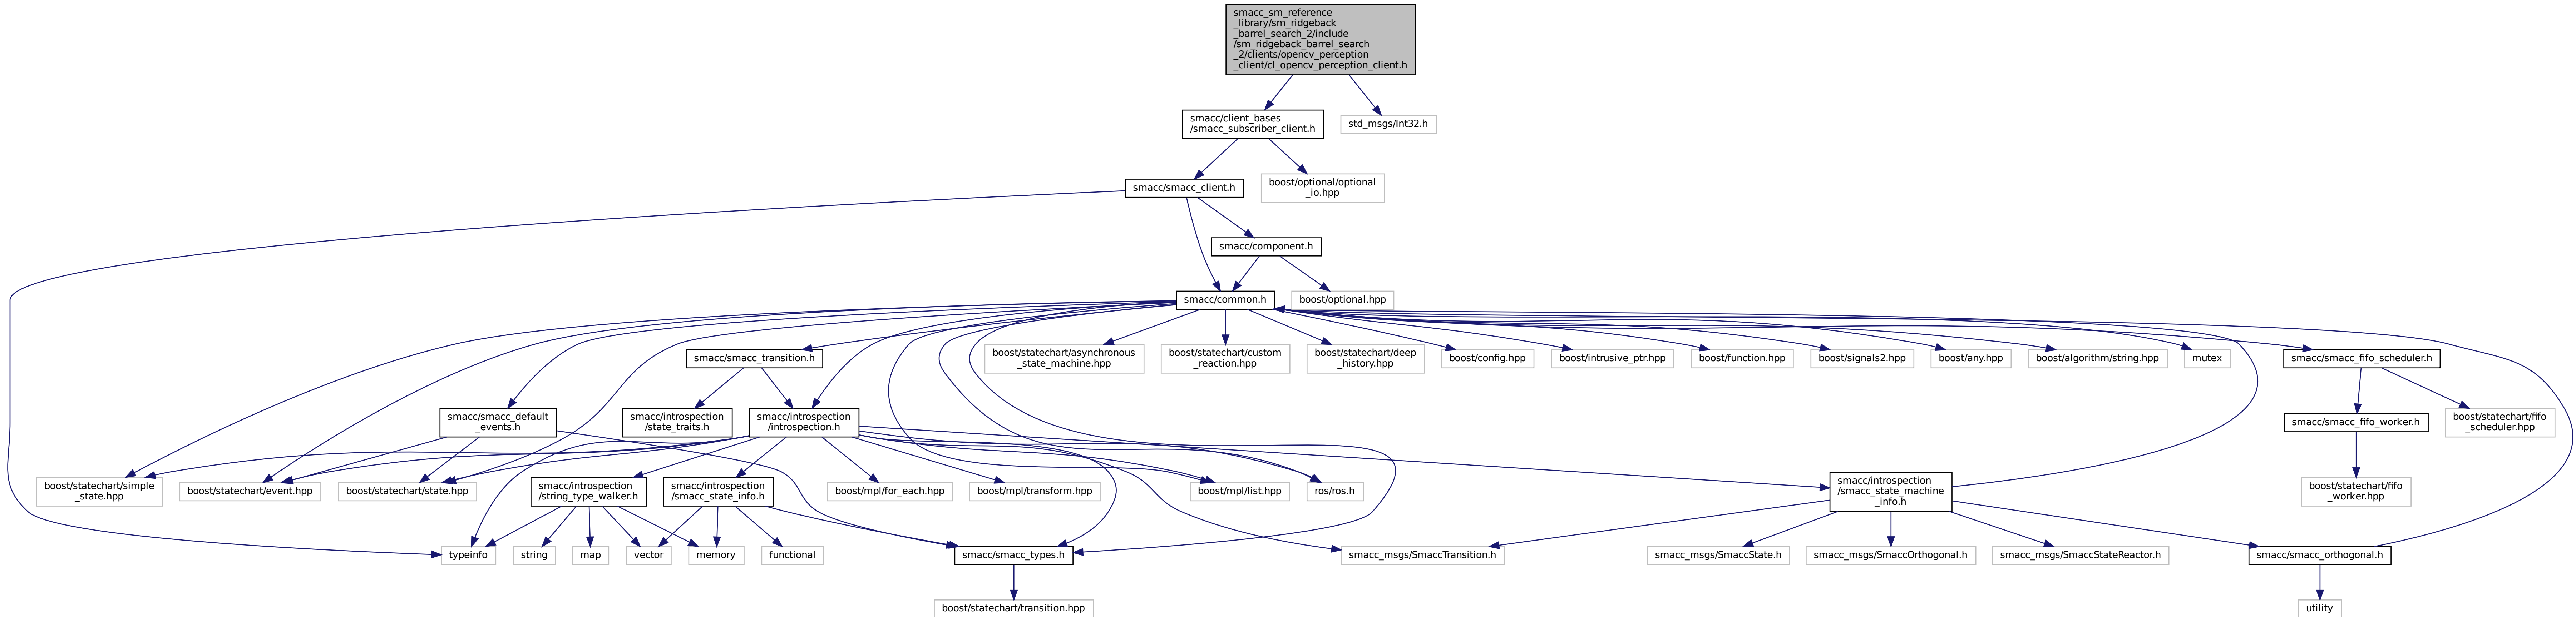 smacc_sm_reference
_library/sm_ridgeback
_barrel_search_2/include
/sm_ridgeback_barrel_search
_2/clients/opencv_perception
_client/cl_opencv_perception_client.h
smacc/client_bases
/smacc_subscriber_client.h
std_msgs/Int32.h
smacc/smacc_client.h
boost/optional/optional
_io.hpp
smacc/component.h
smacc/common.h
boost/optional.hpp
smacc/smacc_transition.h
boost/statechart/asynchronous
_state_machine.hpp
boost/statechart/custom
_reaction.hpp
boost/statechart/deep
_history.hpp
boost/config.hpp
boost/intrusive_ptr.hpp
boost/function.hpp
boost/signals2.hpp
boost/any.hpp
boost/algorithm/string.hpp
mutex
smacc/smacc_fifo_scheduler.h
smacc/smacc_default
_events.h
smacc/introspection
/state_traits.h
smacc/introspection
/introspection.h
smacc/smacc_fifo_worker.h
boost/statechart/fifo
_scheduler.hpp
boost/statechart/simple
_state.hpp
boost/statechart/event.hpp
boost/statechart/state.hpp
smacc/introspection
/string_type_walker.h
smacc/introspection
/smacc_state_info.h
boost/mpl/for_each.hpp
boost/mpl/transform.hpp
boost/mpl/list.hpp
ros/ros.h
smacc/introspection
/smacc_state_machine
_info.h
boost/statechart/fifo
_worker.hpp
typeinfo
string
map
vector
memory
functional
smacc/smacc_types.h
smacc_msgs/SmaccTransition.h
smacc_msgs/SmaccState.h
smacc_msgs/SmaccOrthogonal.h
smacc_msgs/SmaccStateReactor.h
smacc/smacc_orthogonal.h
boost/statechart/transition.hpp
utility